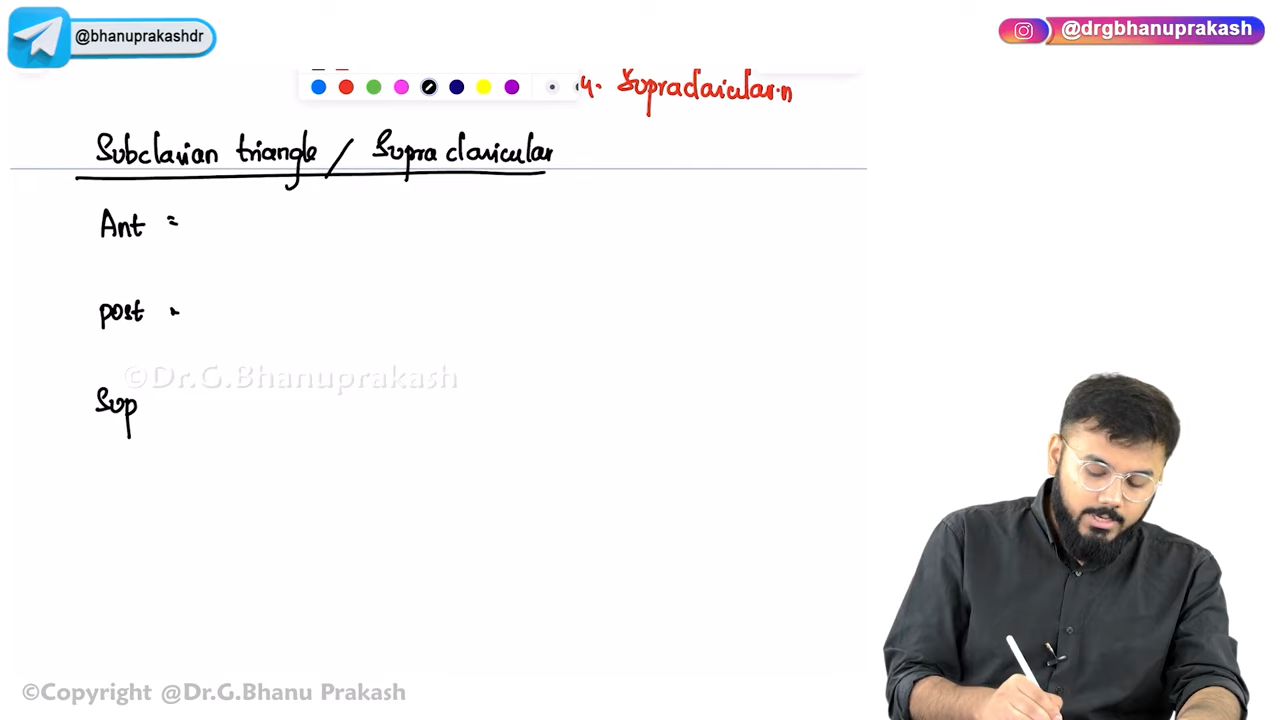 @bhanuprakashdr
@drgbhanuprakash
4. Supraclavicular.n
Subclavian triangle / Supra clavicular
Ant =
post
©Dr.G.Bhanuprakash
Sup
©Copyright @Dr.G.Bhanu Prakash